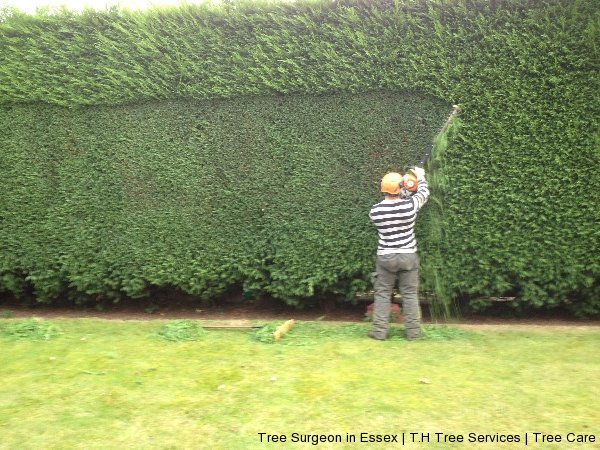 Tree Surgeon in Essex | T.H Tree Services | Tree Care